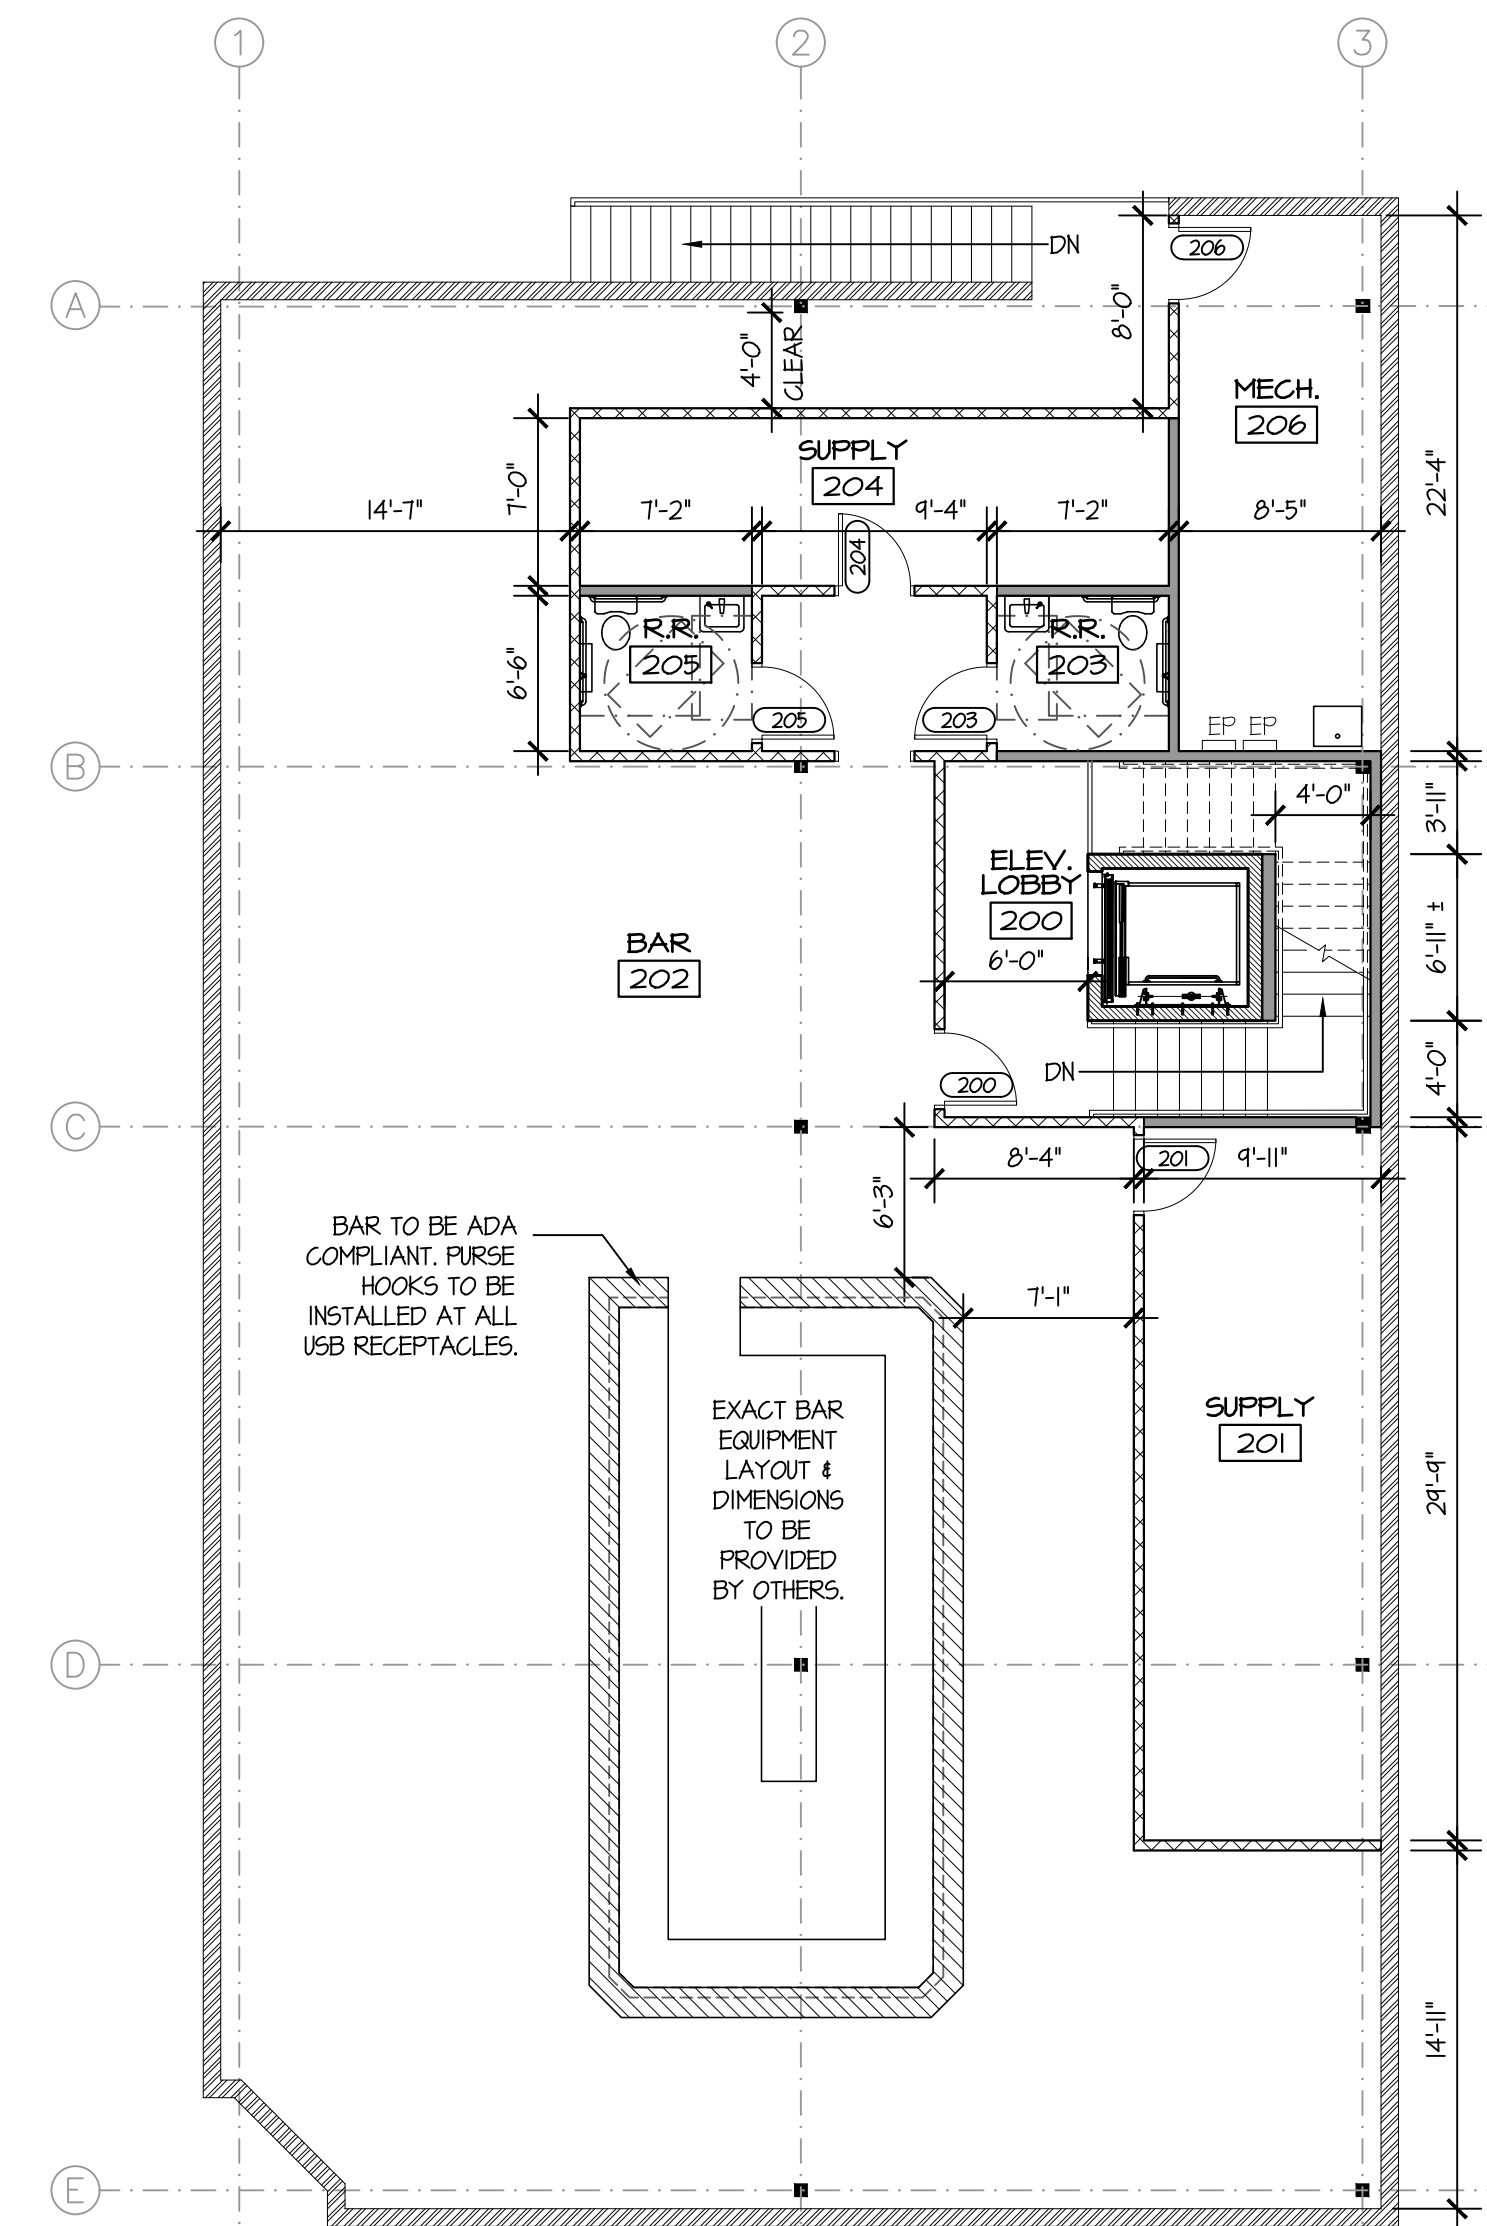 1
2
3
DN
206
A
8'-0"
4'-0"
CLEAR
MECH.
206
SUPPLY
204
22'-4"
7'-0"
14'-7"
7'-2"
9'-4"
7'-2"
8'-5"
204
R.R.
205
R.R.
203
6'-6"
205
203
EP
EP
B
4'-0"
3'-11"
ELEV.
LOBBY
200
6'-11" ±
BAR
202
6'-0"
DN
200
4'-0"
C
8'-4"
201
9'-11"
6'-3"
BAR TO BE ADA
COMPLIANT. PURSE
HOOKS TO BE
INSTALLED AT ALL
USB RECEPTACLES.
7'-1"
EXACT BAR
EQUIPMENT
LAYOUT &
DIMENSIONS
TO BE
PROVIDED
BY OTHERS.
SUPPLY
201
29'-9"
D
14'-11"
E